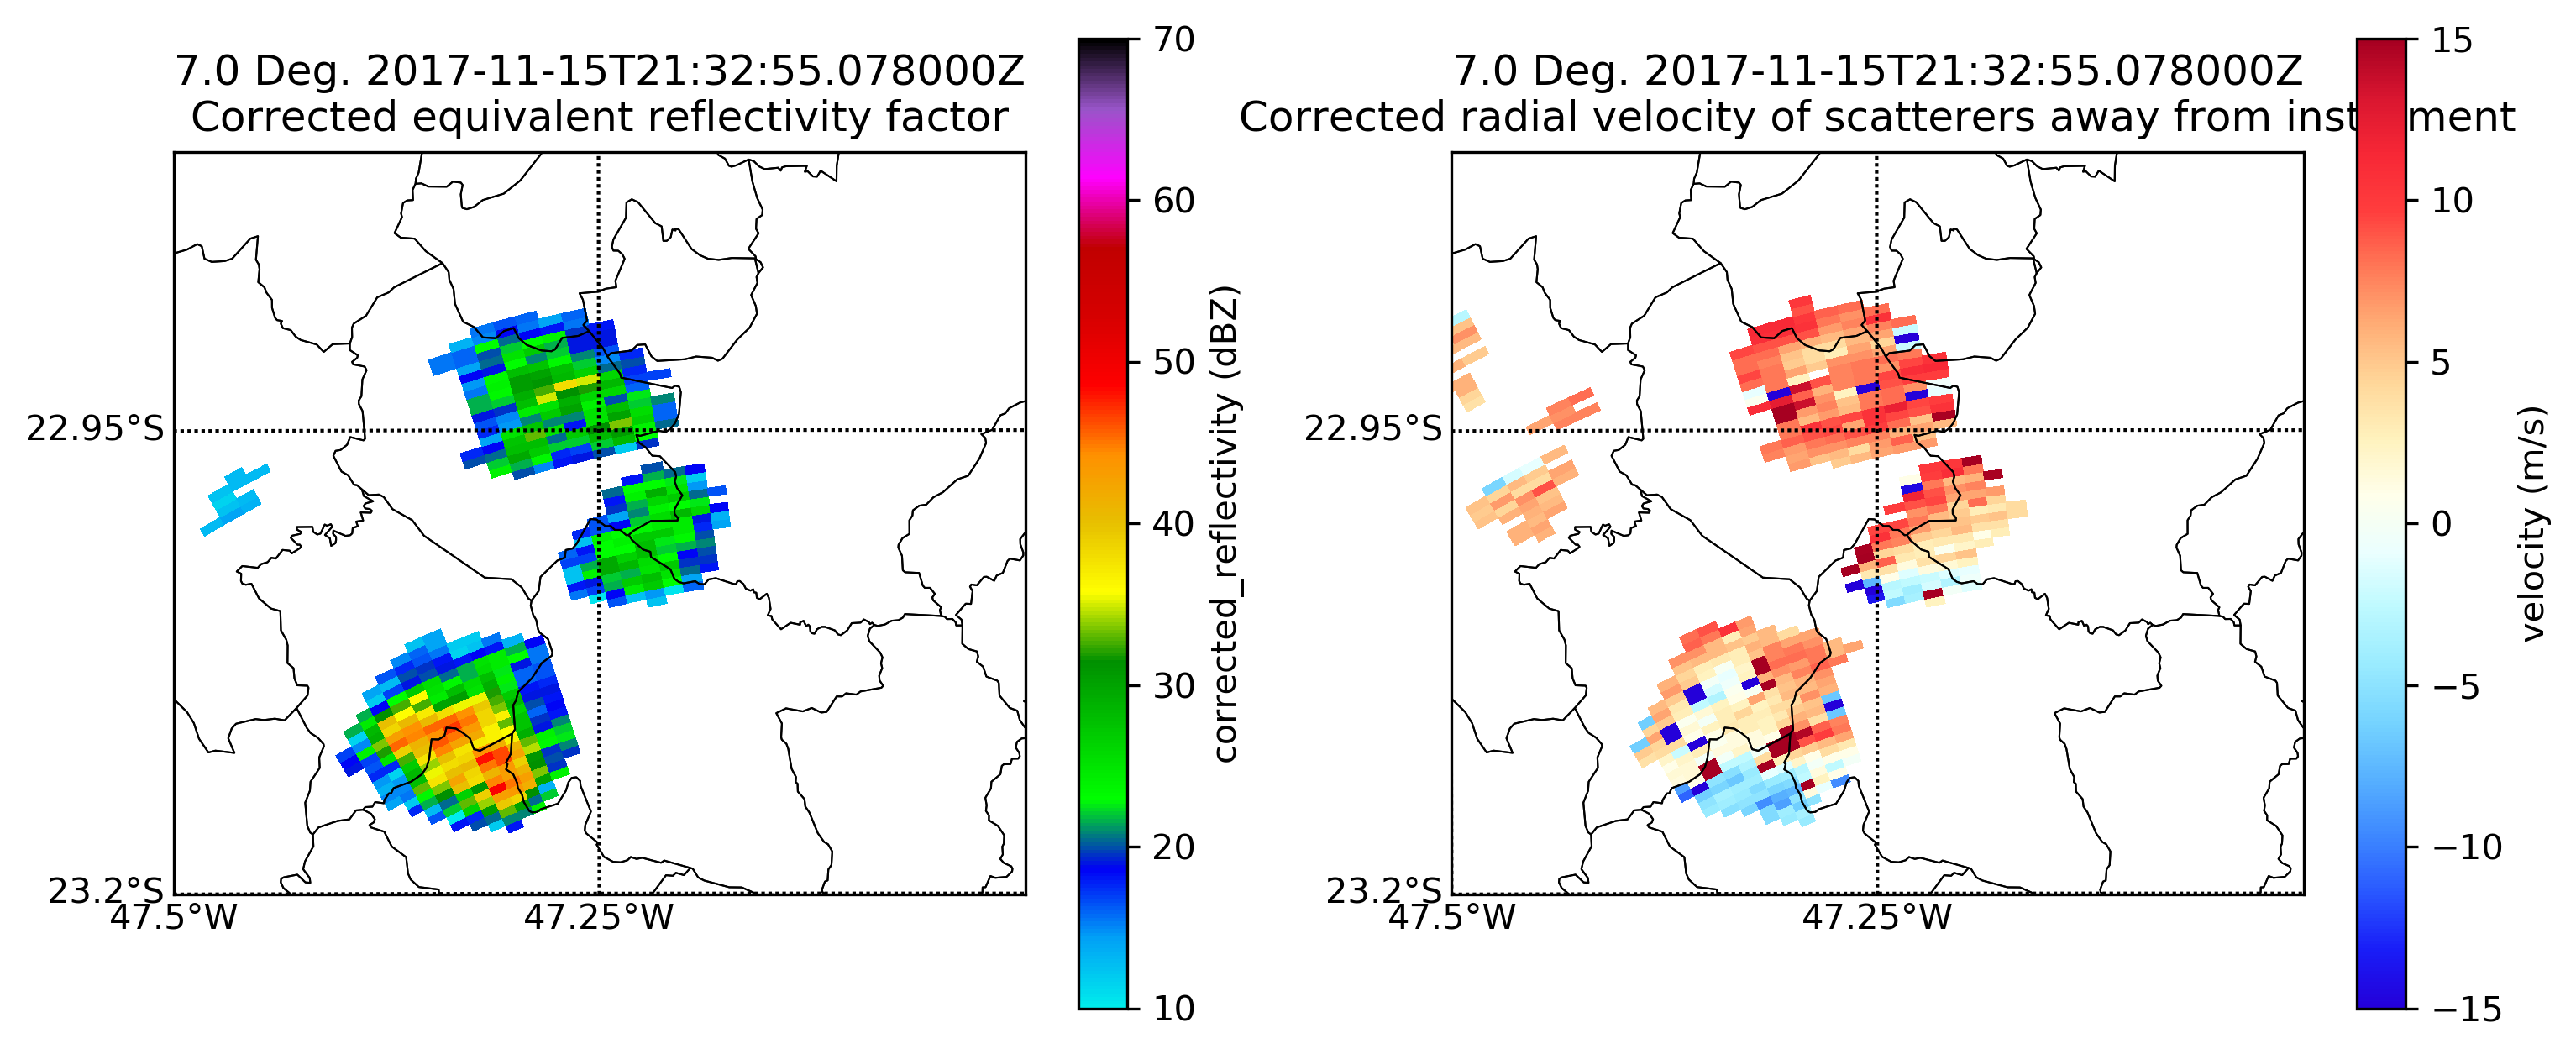 7.0 Deg. 2017-11-15T21:32:55.078000Z
Corrected equivalent reflectivity factor
22.95°S
23.2°S
47.5°W
47.25°W
70
60
50
40
30
20
10
corrected_reflectivity (dBZ)
7.0 Deg. 2017-11-15T21:32:55.078000Z
Corrected radial velocity of scatterers away from inst ment
22.95°S
23.2°S
47.5°W
47.25°W
15
10
5
0
−5
−10
−15
velocity (m/s)